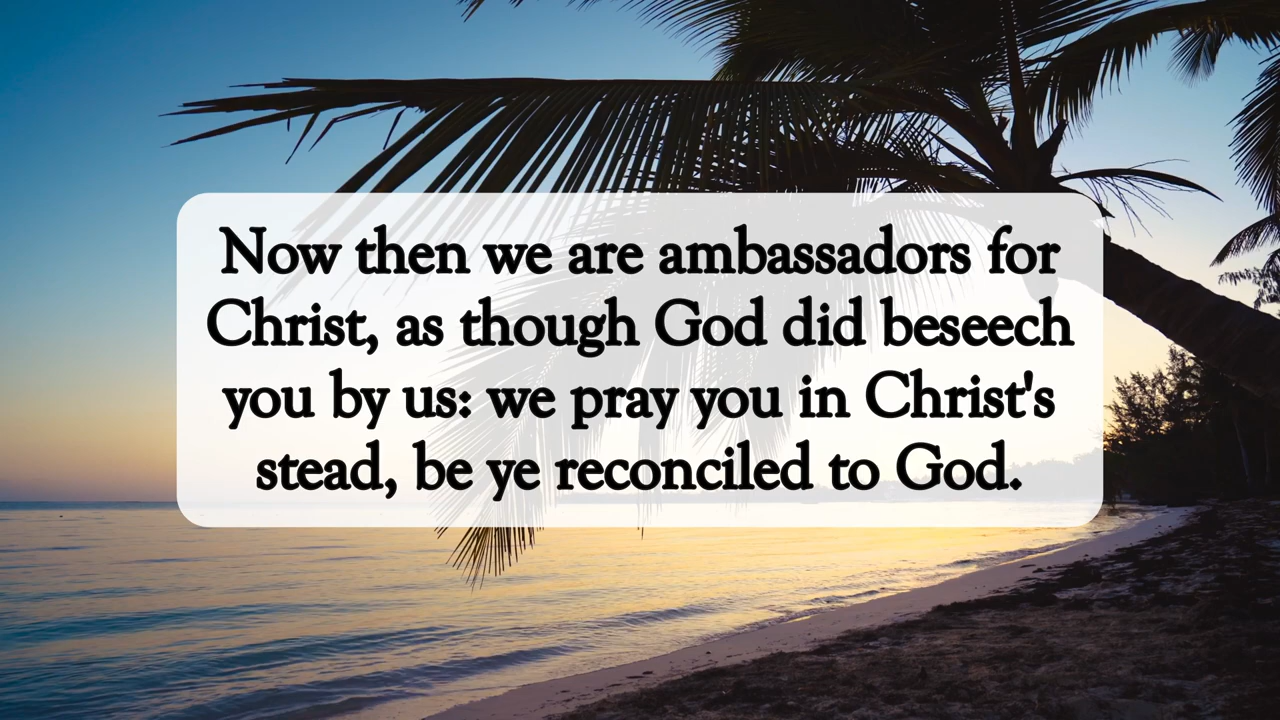 Now then we are ambassadors for
Christ, as though God did beseech
you by us: we pray you in Christ's
stead, be ye reconciled to God.